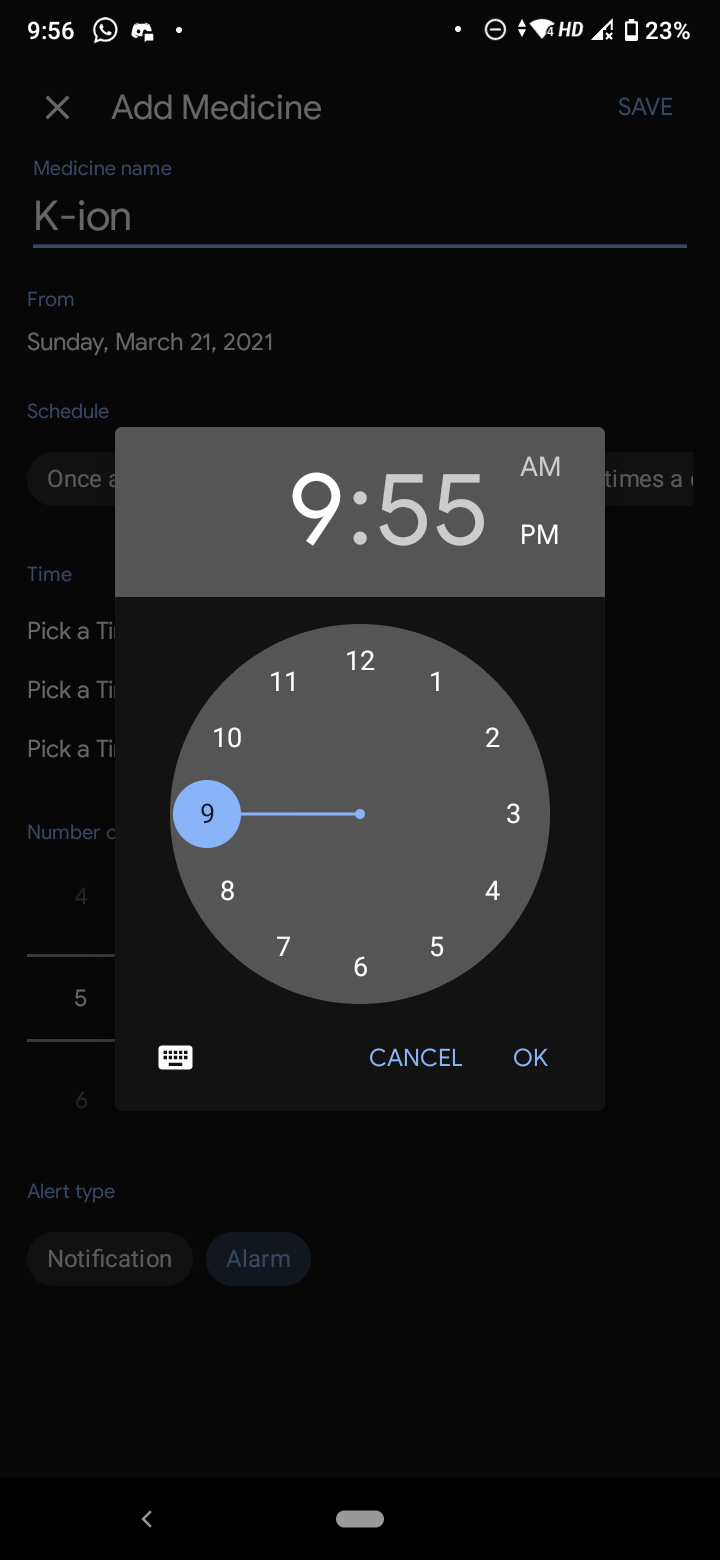 9:56 4 HD 23%
Add Medicine SAVE
Medicine name
K-ion
From
Sunday, March 21, 2021
Schedule
Once a times a
Time
Pick a Ti
Pick a Ti
Pick a Ti
Number
4
5
6
9:55 AM
PM
12
11 1
10 2
9 3
8 4
7 5
6
CANCEL OK
Alert type
Notification Alarm